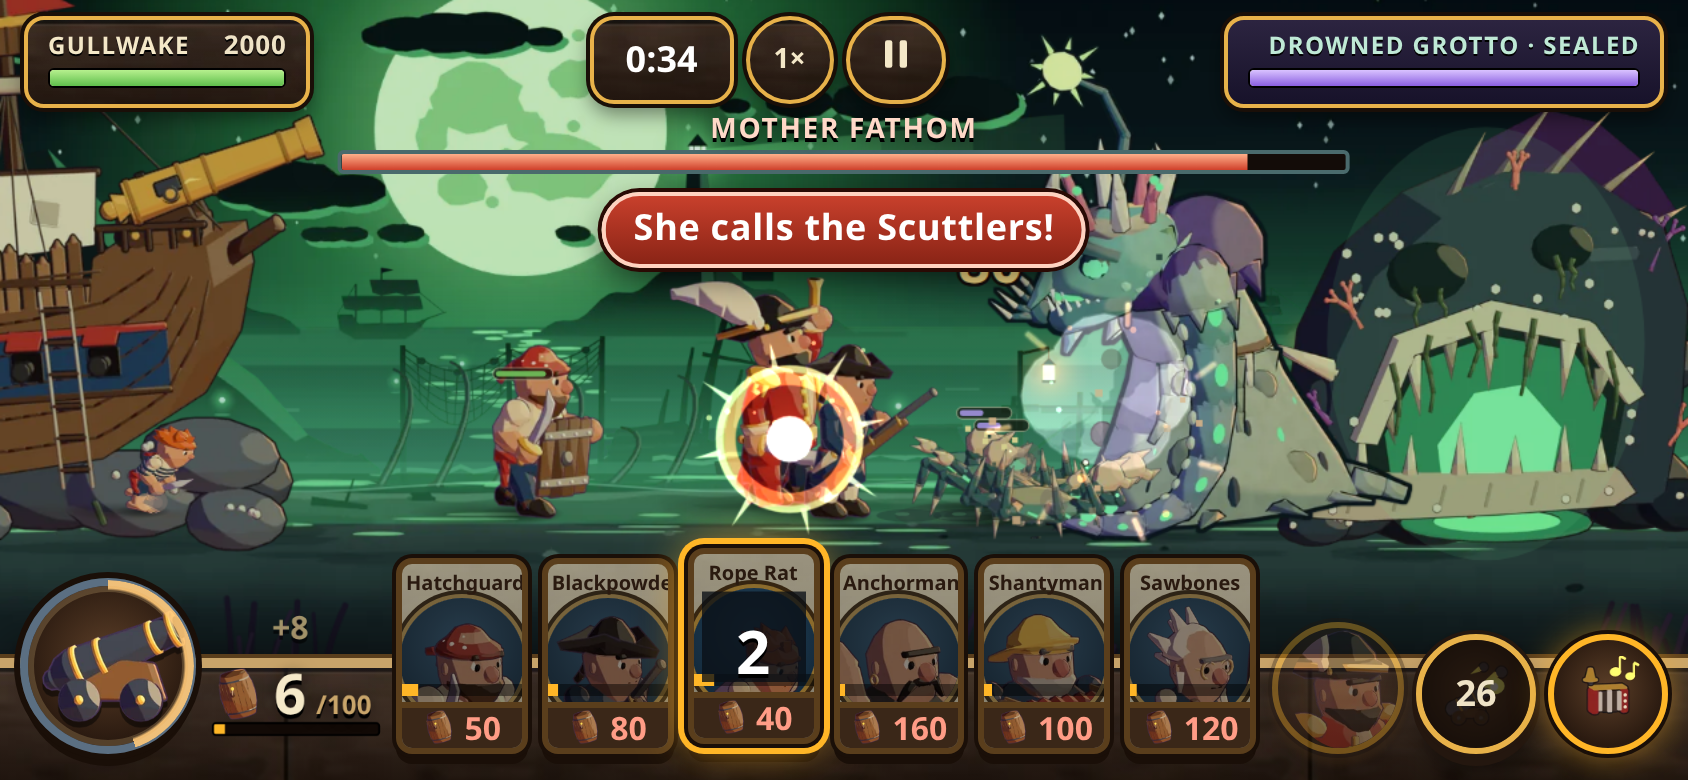 GULLWAKE 2000
0:34
1×
DROWNED GROTTO · SEALED
MOTHER FATHOM
She calls the Scuttlers!
+8
6 /100
Hatchguard
50
Blackpowde
80
Rope Rat
2
40
Anchorman
160
Shantyman
100
Sawbones
120
26